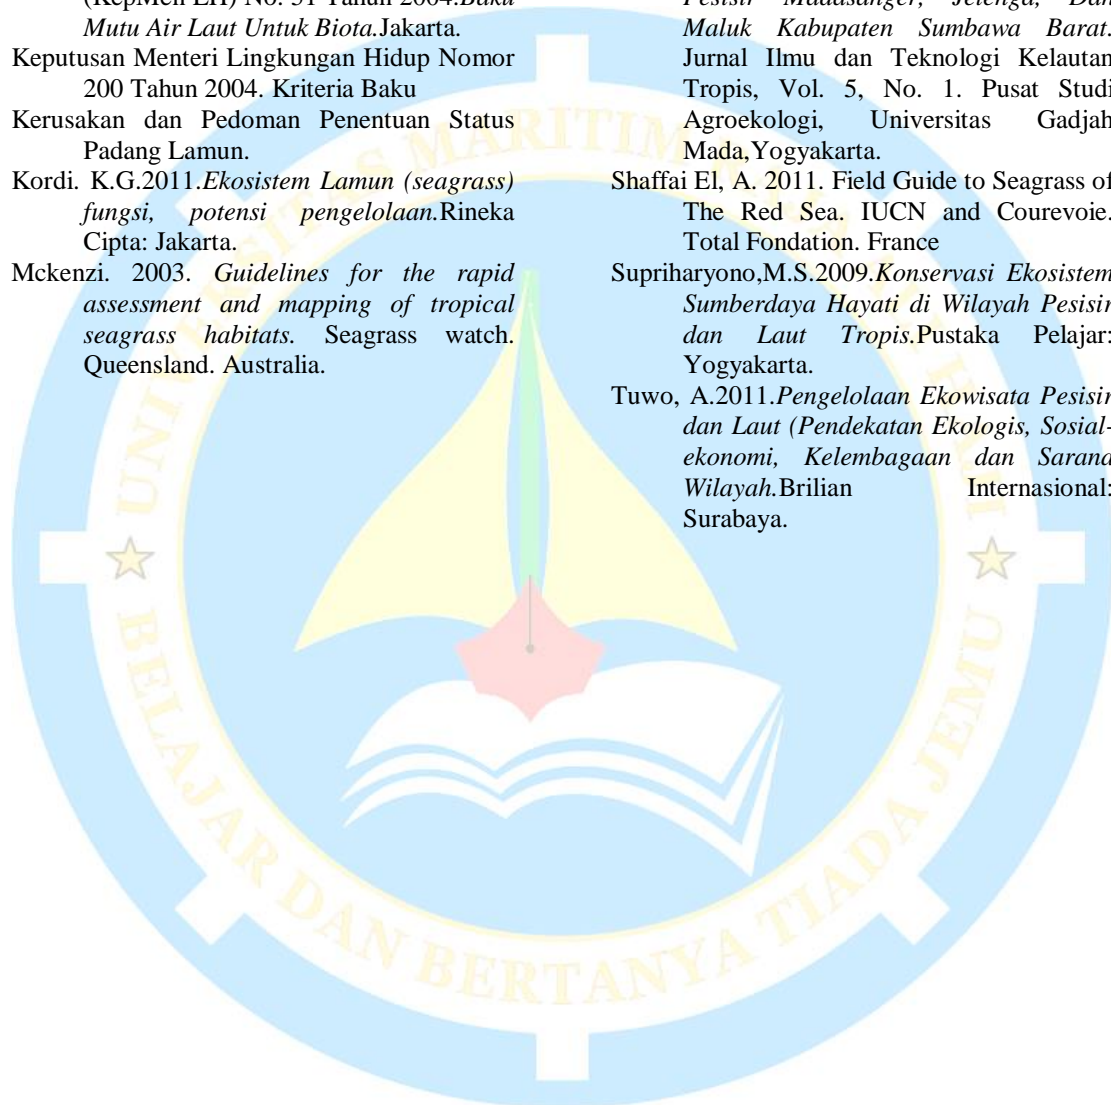 (KepMen LH) No. 51 Tahun 2004.Baku
Mutu Air Laut Untuk Biota.Jakarta.
Keputusan Menteri Lingkungan Hidup Nomor
200 Tahun 2004. Kriteria Baku
Kerusakan dan Pedoman Penentuan Status
Padang Lamun.
Kordi. K.G.2011.Ekosistem Lamun (seagrass)
fungsi, potensi pengelolaan.Rineka
Cipta: Jakarta.
Mckenzi. 2003. Guidelines for the rapid
assessment and mapping of tropical
seagrass habitats. Seagrass watch.
Queensland. Australia.
Pesisir Madasanger, Jelenga, Dan
Maluk Kabupaten Sumbawa Barat.
Jurnal Ilmu dan Teknologi Kelautan
Tropis, Vol. 5, No. 1. Pusat Studi
Agroekologi, Universitas Gadjah
Mada,Yogyakarta.
Shaffai El, A. 2011. Field Guide to Seagrass of
The Red Sea. IUCN and Courevoie.
Total Fondation. France
Supriharyono,M.S.2009.Konservasi Ekosistem
Sumberdaya Hayati di Wilayah Pesisir
dan Laut Tropis.Pustaka Pelajar:
Yogyakarta.
Tuwo, A.2011.Pengelolaan Ekowisata Pesisir
dan Laut (Pendekatan Ekologis, Sosial-
ekonomi, Kelembagaan dan Sarana
Wilayah.Brilian Internasional:
Surabaya.
UNIVERSITAS MARITIM RAJA ALI HAJI
BELAJAR DAN BERTANYA TIADA JEMU